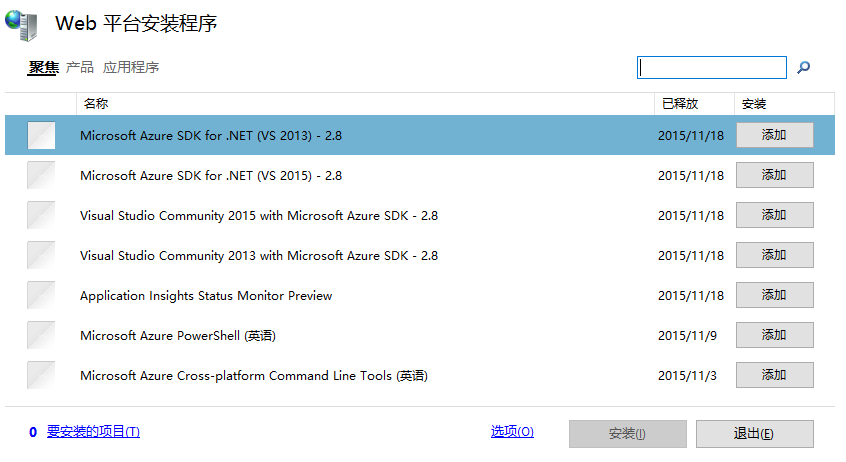 Web 平台安装程序
聚焦 产品 应用程序
名称 已释放 安装
Microsoft Azure SDK for .NET (VS 2013) - 2.8 2015/11/18 添加
Microsoft Azure SDK for .NET (VS 2015) - 2.8 2015/11/18 添加
Visual Studio Community 2015 with Microsoft Azure SDK - 2.8 2015/11/18 添加
Visual Studio Community 2013 with Microsoft Azure SDK - 2.8 2015/11/18 添加
Application Insights Status Monitor Preview 2015/11/18 添加
Microsoft Azure PowerShell (英语) 2015/11/9 添加
Microsoft Azure Cross-platform Command Line Tools (英语) 2015/11/3 添加
0 要安装的项目(T) 选项(O) 安装(I) 退出(E)